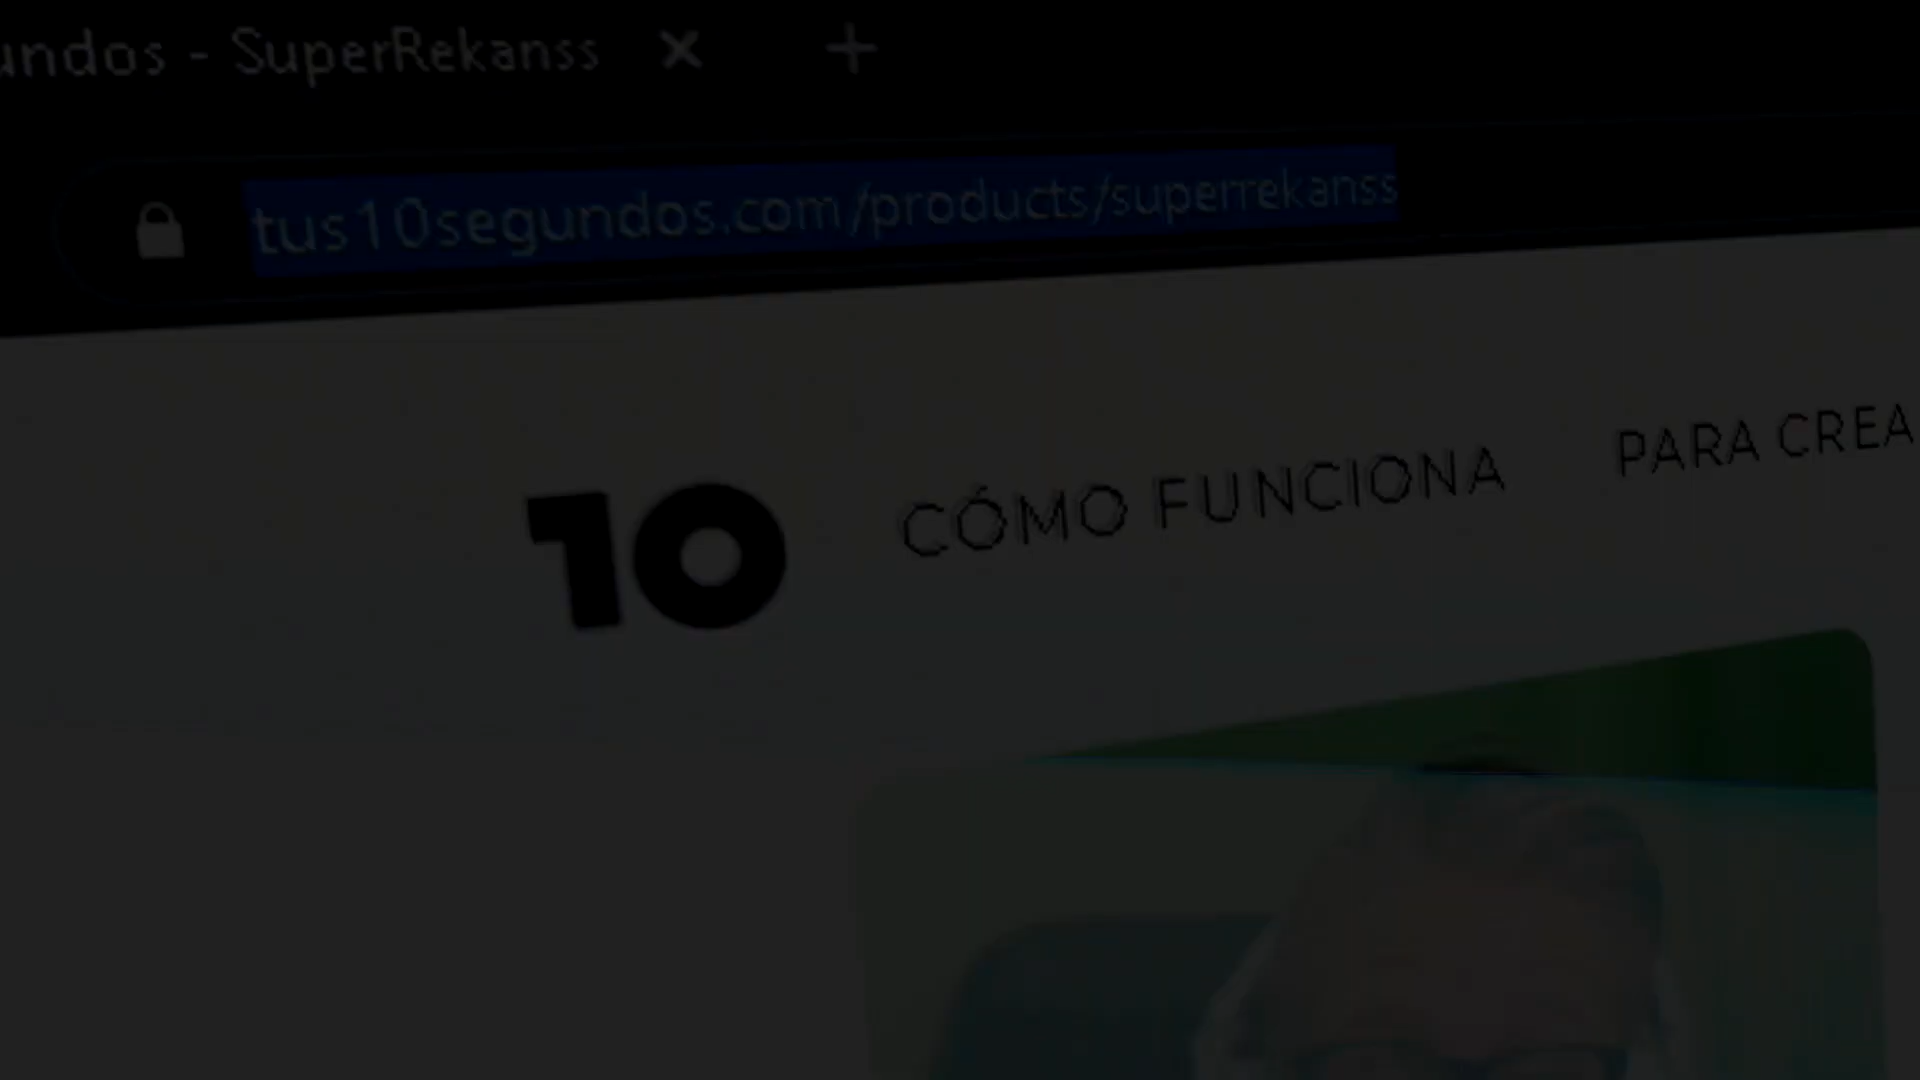 undos - SuperRekanss
tus10segundos.com/products/superrekanss
10
CÓMO FUNCIONA
PARA CREA